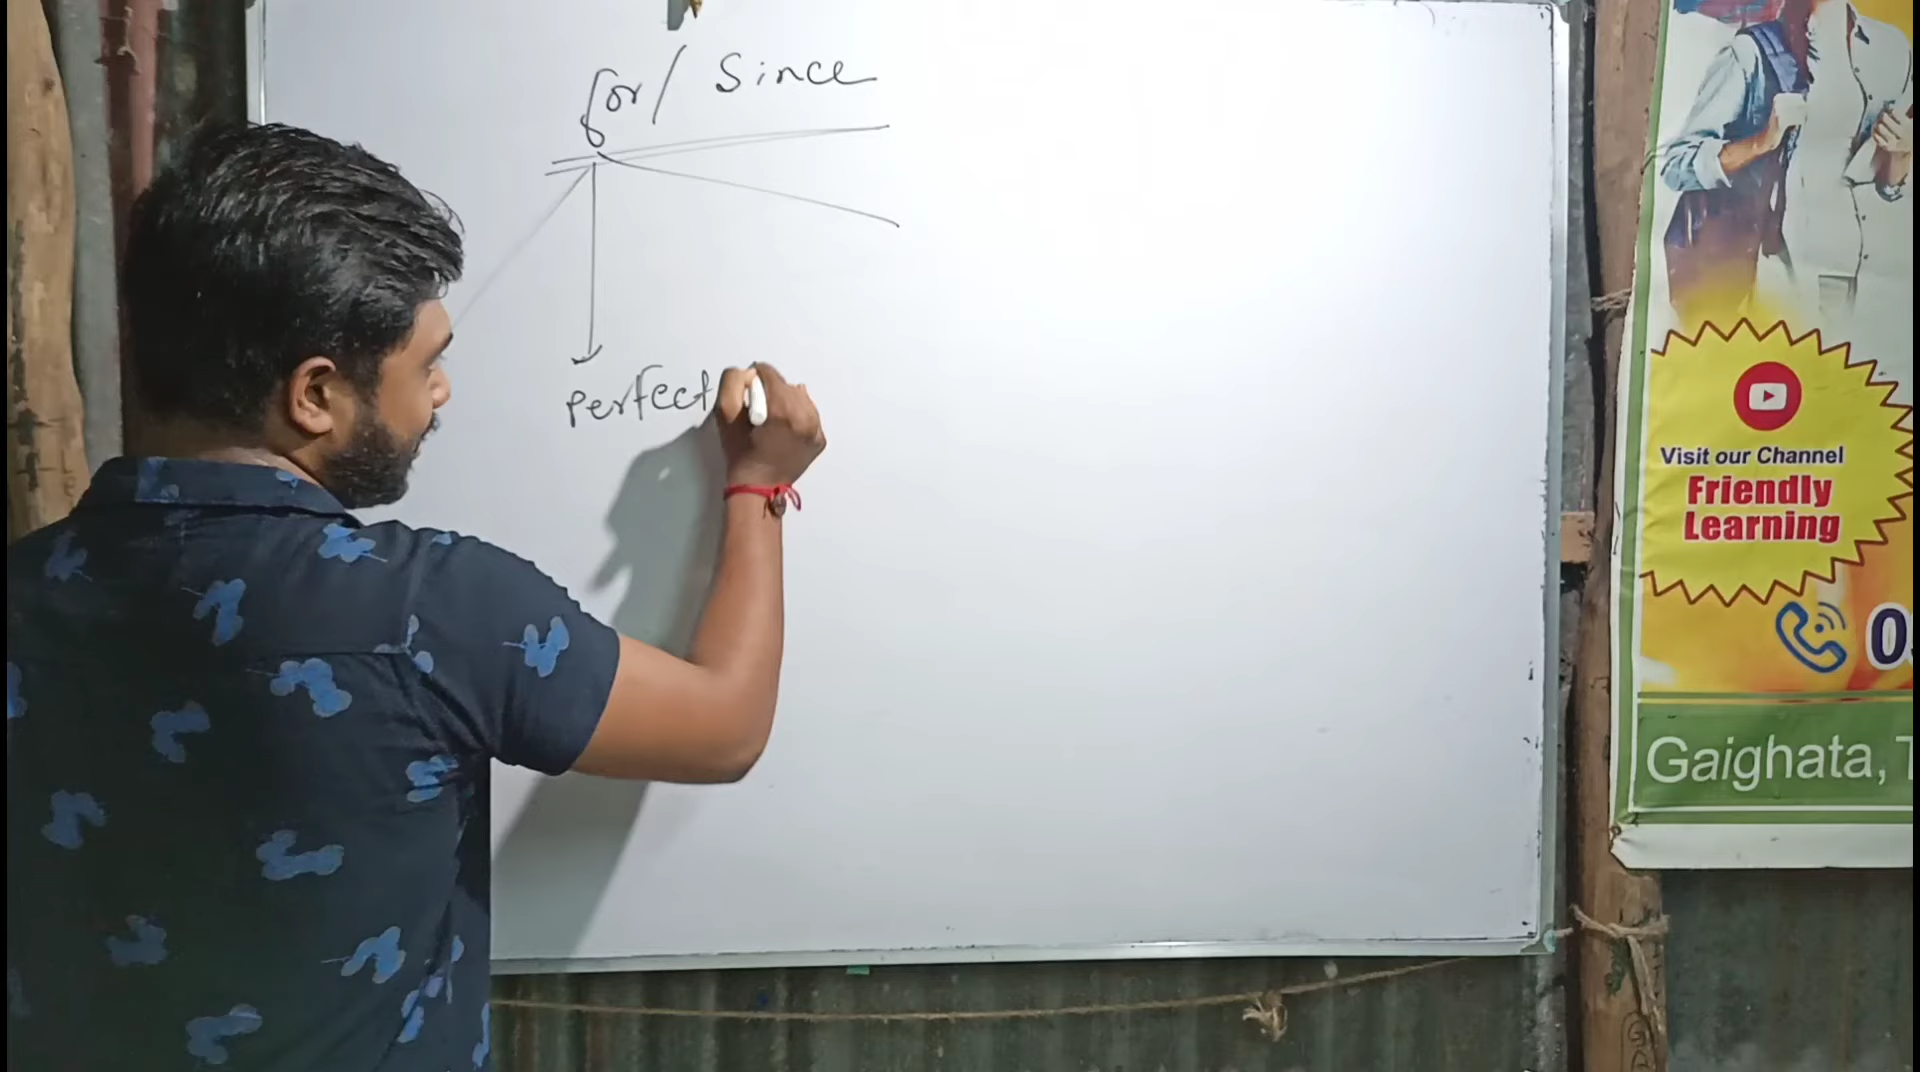 for/ Since
Perfect
Visit our Channel
Friendly
Learning
Gaighata,